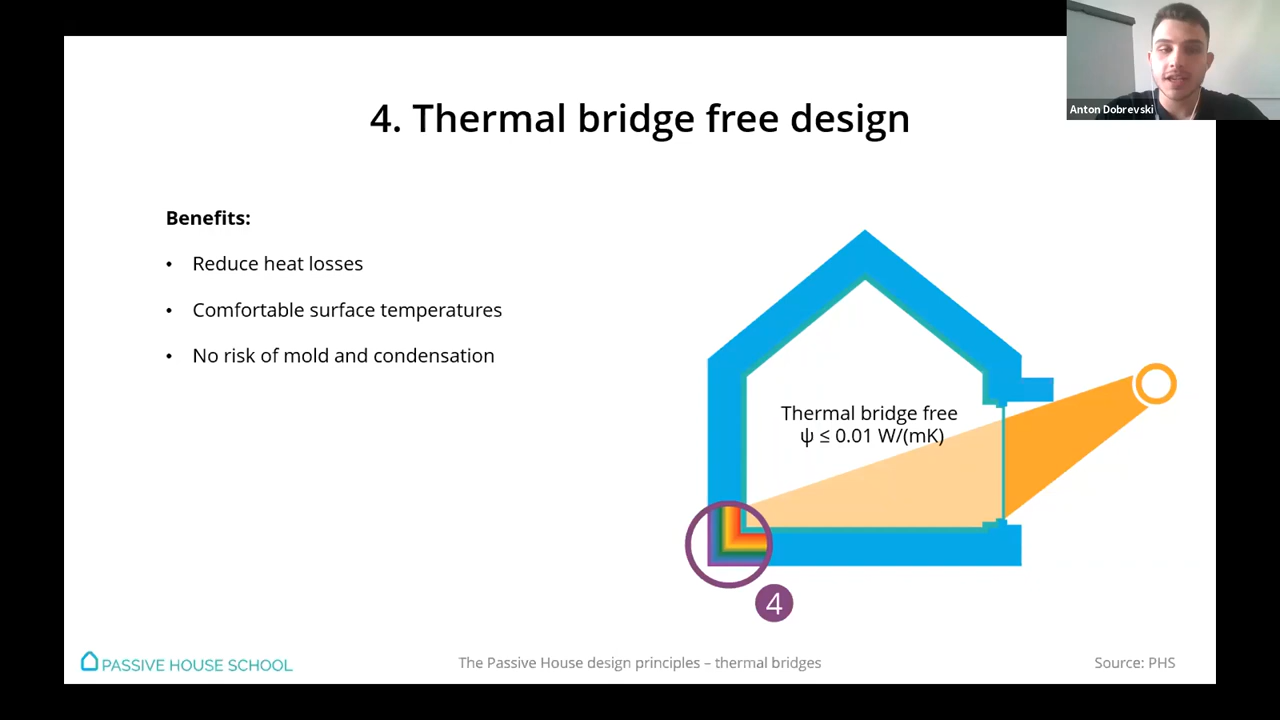 Anton Dobrevski
4. Thermal bridge free design
Benefits:
• Reduce heat losses
• Comfortable surface temperatures
• No risk of mold and condensation
Thermal bridge free
ψ ≤ 0.01 W/(mK)
4
PASSIVE HOUSE SCHOOL
The Passive House design principles – thermal bridges
Source: PHS